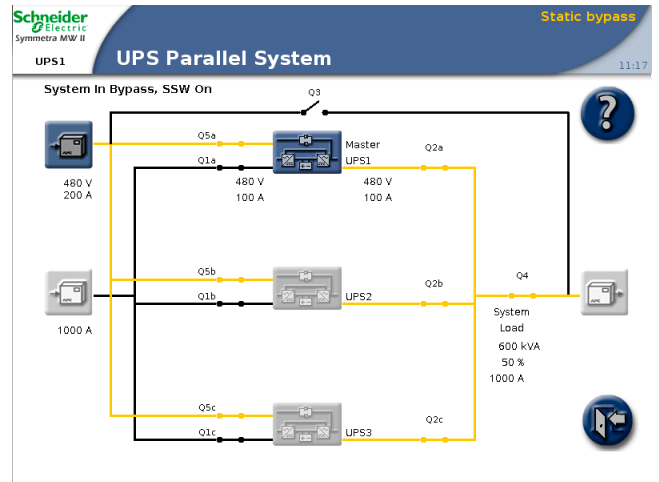 Schneider
Electric
Symmetra MW II
Static bypass
UPS1
UPS Parallel System
11:17
System In Bypass, SSW On
Q3
?
Q5a
Master
Q2a
Q1a
UPS1
480 V
480 V
480 V
200 A
100 A
100 A
Q5b
Q4
Q2b
Q1b
UPS2
System
1000 A
Load
600 kVA
50 %
1000 A
Q5c
Q2c
Q1c
UPS3